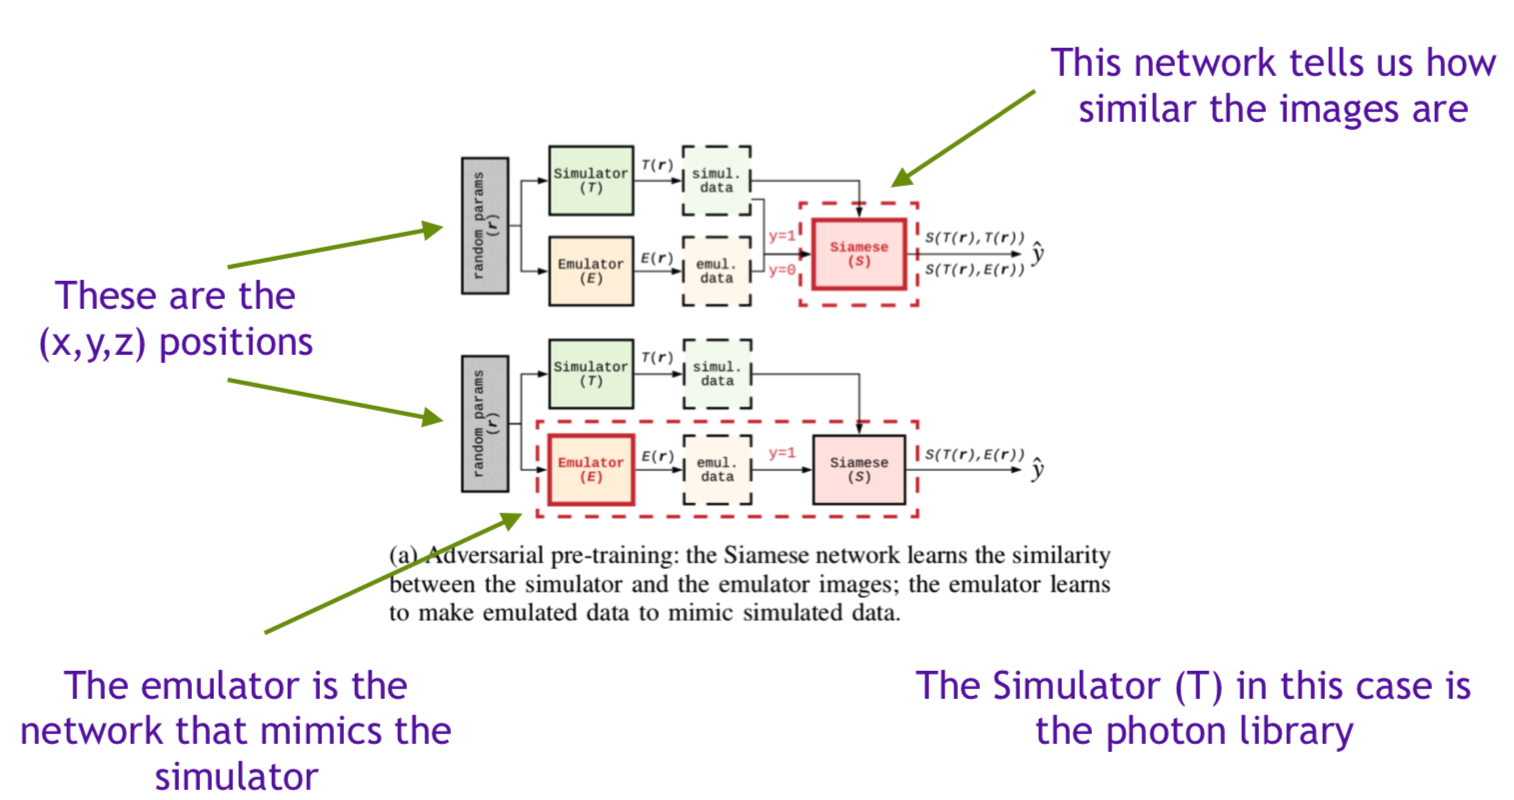 This network tells us how
similar the images are
These are the
(x,y,z) positions
random params
(r)
Simulator
(T)
T(r)
simul.
data
Emulator
(E)
E(r)
emul.
data
y=1
y=0
Siamese
(S)
S(T(r),T(r))
S(T(r),E(r))
ŷ
random params
(r)
Simulator
(T)
T(r)
simul.
data
Emulator
(E)
E(r)
emul.
data
y=1
Siamese
(S)
S(T(r),E(r))
ŷ
(a) Adversarial pre-training: the Siamese network learns the similarity
between the simulator and the emulator images; the emulator learns
to make emulated data to mimic simulated data.
The emulator is the
network that mimics the
simulator
The Simulator (T) in this case is
the photon library